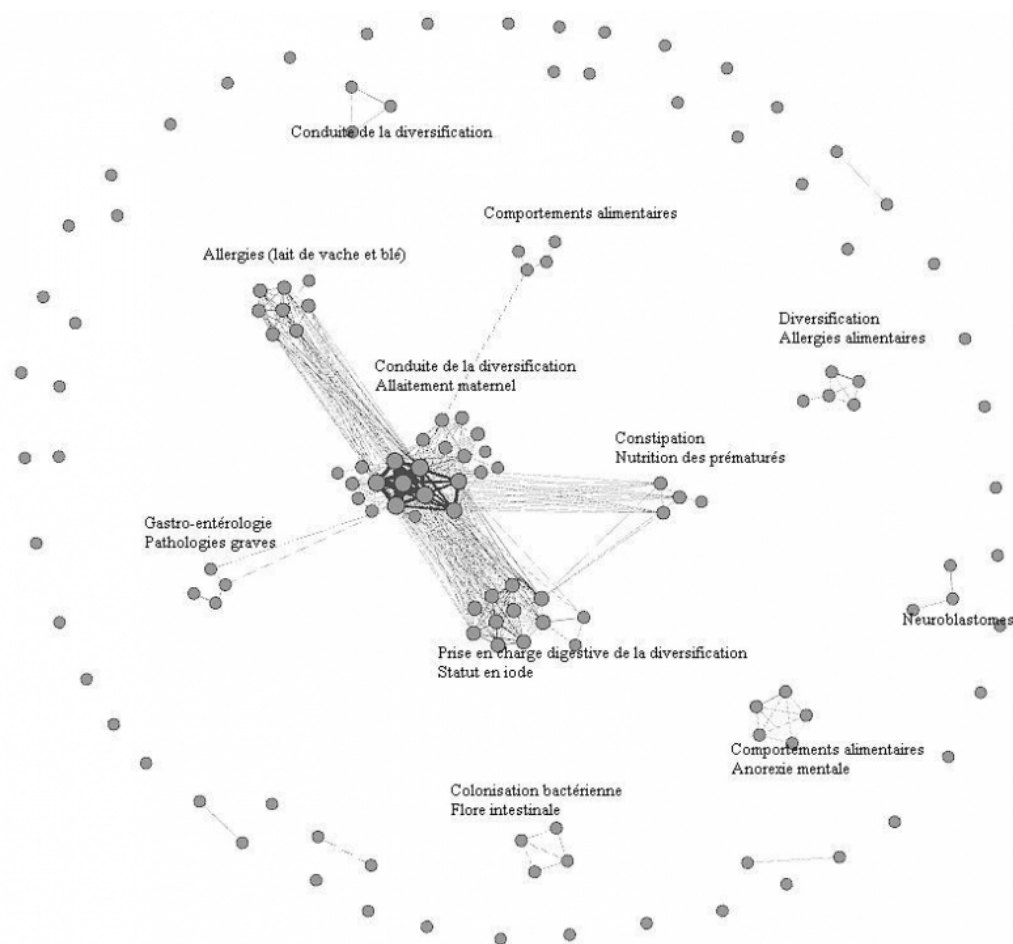 Conduite de la diversification
Comportements alimentaires
Allergies (lait de vache et blé)
Diversification
Allergies alimentaires
Conduite de la diversification
Allaitement maternel
Constipation
Nutrition des prématurés
Gastro-entérologie
Pathologies graves
Neuroblastomes
Prise en charge digestive de la diversification
Statut en iode
Comportements alimentaires
Anorexie mentale
Colonisation bactérienne
Flore intestinale